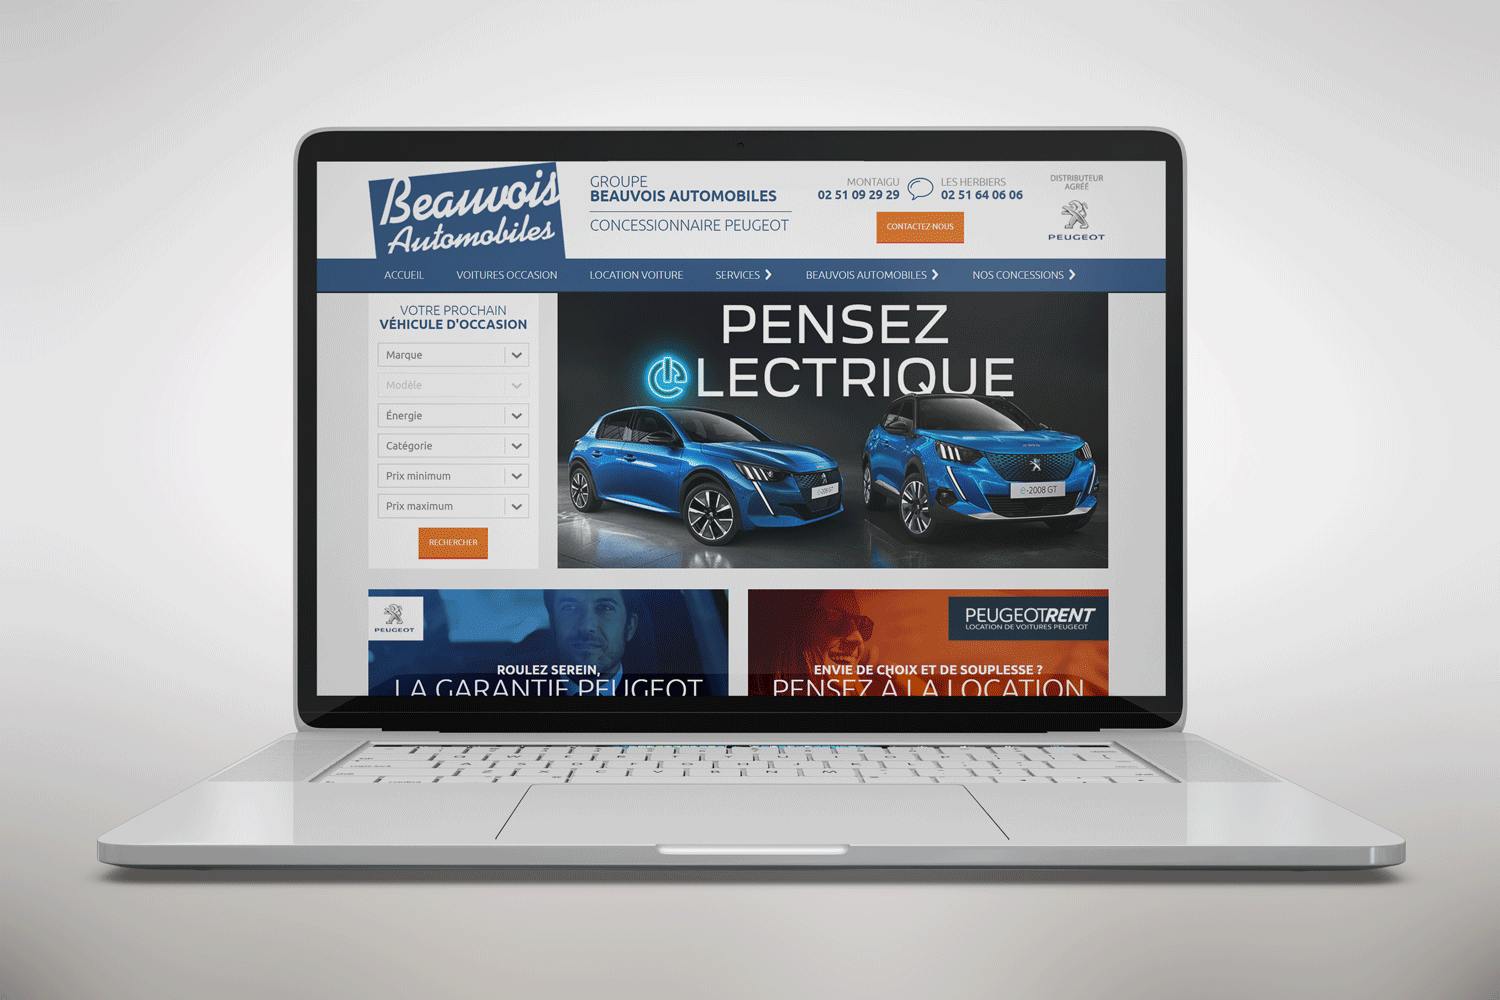 Beauvois
Automobiles
GROUPE
BEAUVOIS AUTOMOBILES
CONCESSIONNAIRE PEUGEOT
MONTAIGU
02 51 09 29 29
LES HERBIERS
02 51 64 06 06
CONTACTEZ-NOUS
DISTRIBUTEUR
AGRÉÉ
PEUGEOT
ACCUEIL VOITURES OCCASION LOCATION VOITURE SERVICES BEAUVOIS AUTOMOBILES NOS CONCESSIONS
VOTRE PROCHAIN
VÉHICULE D'OCCASION
Marque
Modèle
Énergie
Catégorie
Prix minimum
Prix maximum
RECHERCHER
PENSEZ
eLECTRIQUE
e-208 GT
e-2008 GT
PEUGEOT
ROULEZ SEREIN,
LA GARANTIE PEUGEOT
PEUGEOTRENT
LOCATION DE VOITURES PEUGEOT
ENVIE DE CHOIX ET DE SOUPLESSE ?
PENSEZ À LA LOCATION